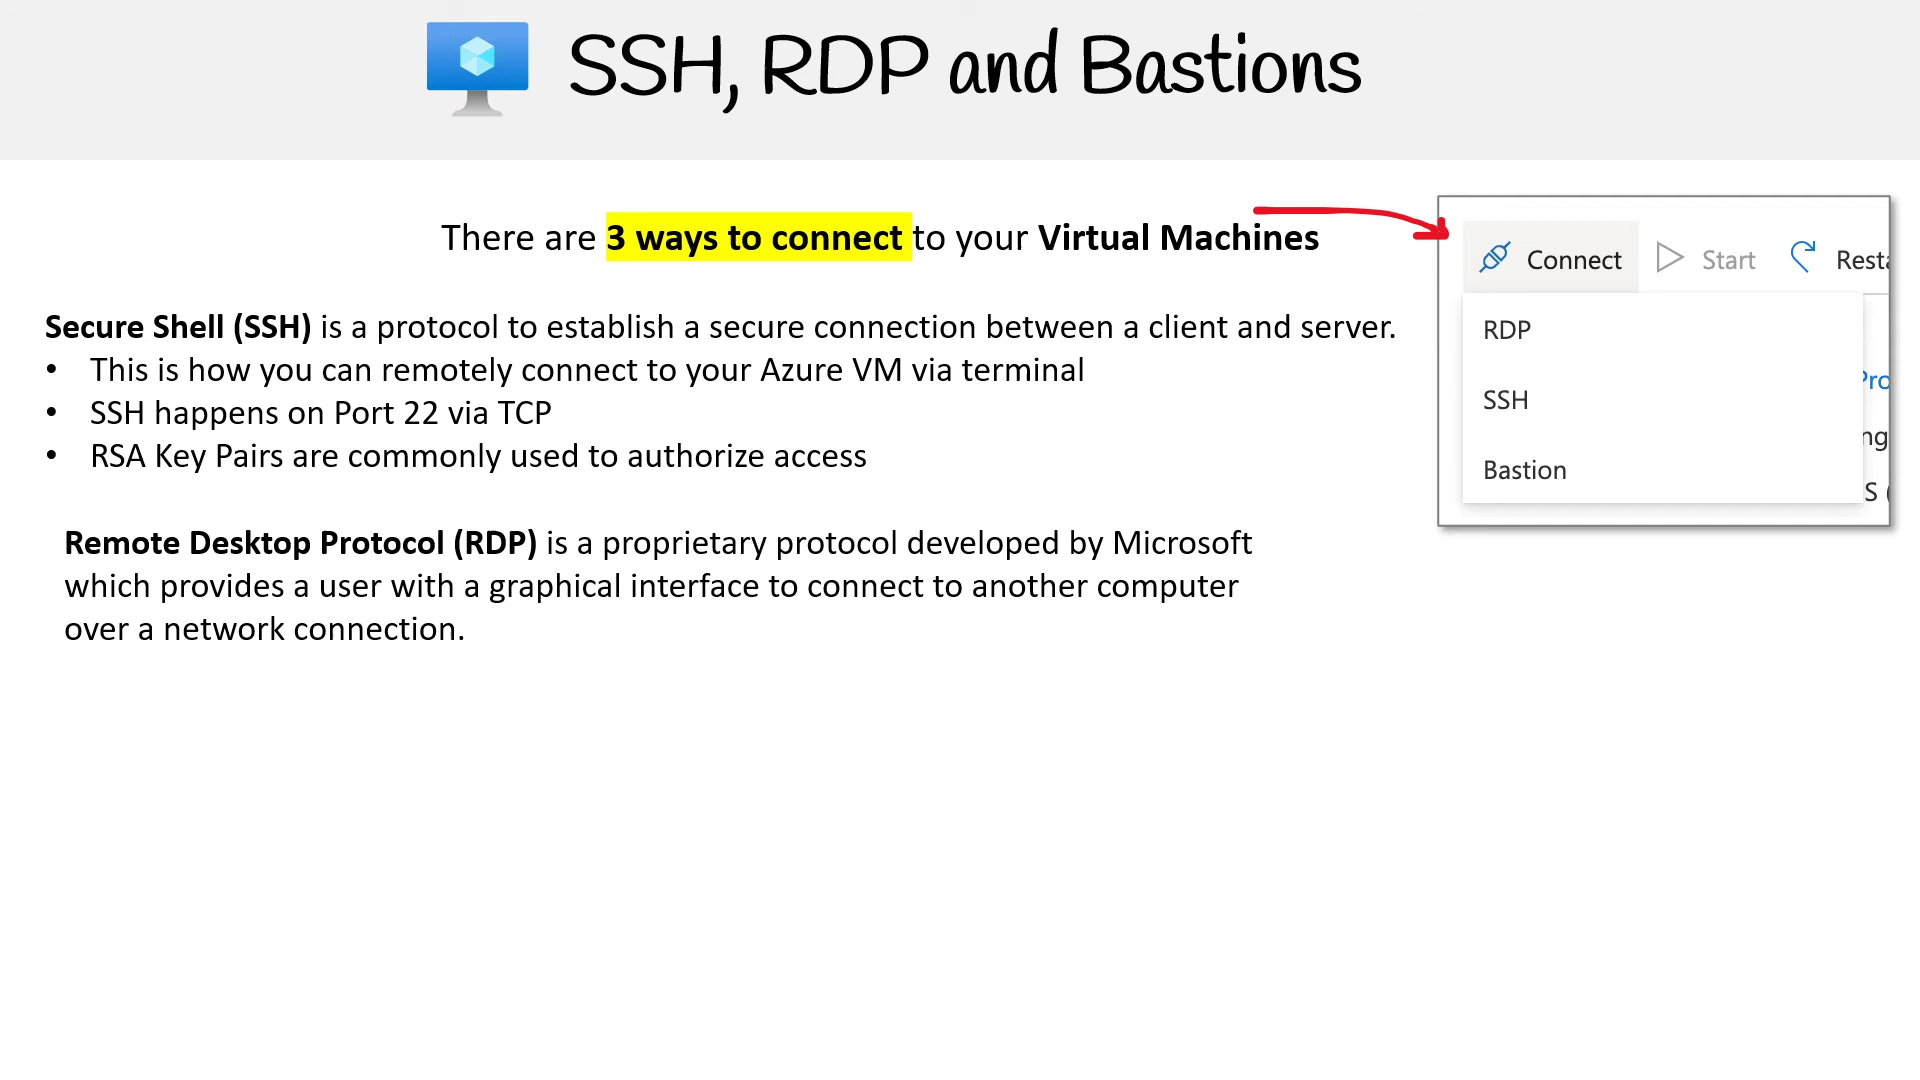 SSH, RDP and Bastions
There are 3 ways to connect to your Virtual Machines
Connect
Start
Resta
RDP
SSH
Bastion
Pro
ng
S (
Secure Shell (SSH) is a protocol to establish a secure connection between a client and server.
• This is how you can remotely connect to your Azure VM via terminal
• SSH happens on Port 22 via TCP
• RSA Key Pairs are commonly used to authorize access
Remote Desktop Protocol (RDP) is a proprietary protocol developed by Microsoft
which provides a user with a graphical interface to connect to another computer
over a network connection.